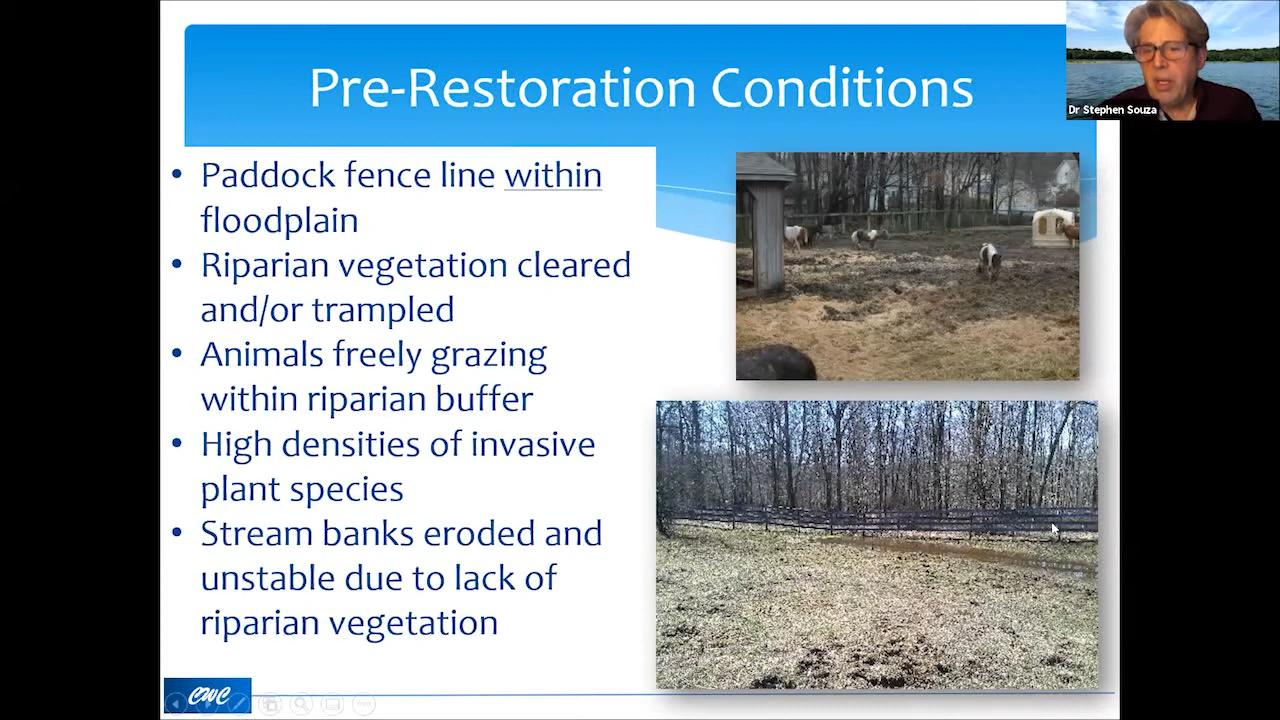 Pre-Restoration Conditions
Dr Stephen Souza
• Paddock fence line within
floodplain
• Riparian vegetation cleared
and/or trampled
• Animals freely grazing
within riparian buffer
• High densities of invasive
plant species
• Stream banks eroded and
unstable due to lack of
riparian vegetation
CWC